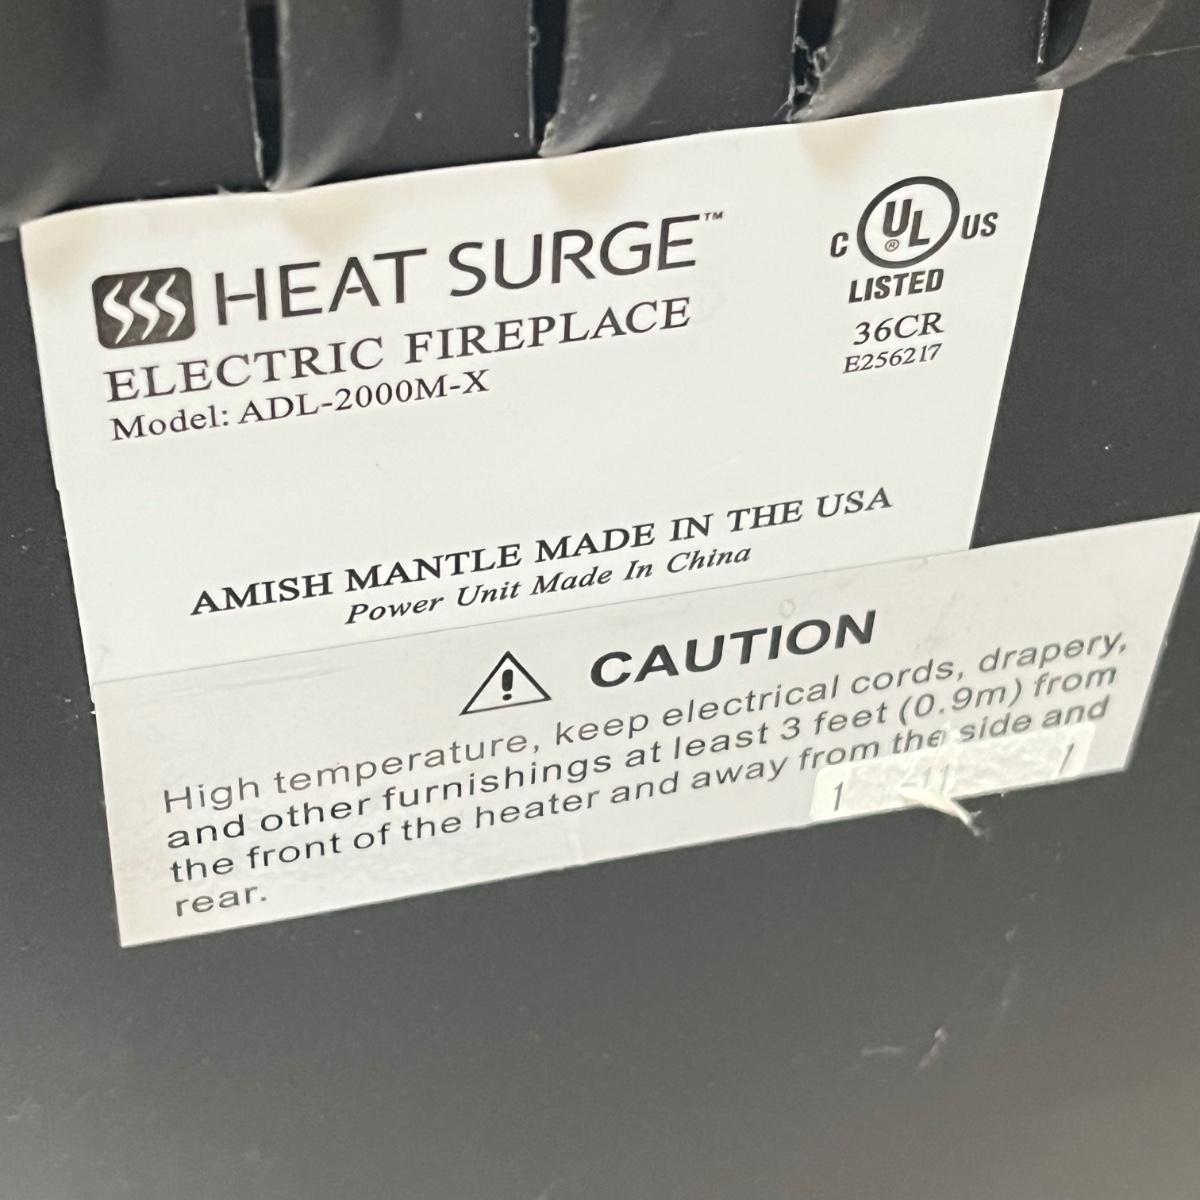 HEAT SURGE™
ELECTRIC FIREPLACE
Model: ADL-2000M-X
C UL® US
LISTED
36CR
E256217
AMISH MANTLE MADE IN THE USA
Power Unit Made In China
CAUTION
High temperature, keep electrical cords, drapery,
and other furnishings at least 3 feet (0.9m) from
the front of the heater and away from the side and
rear.